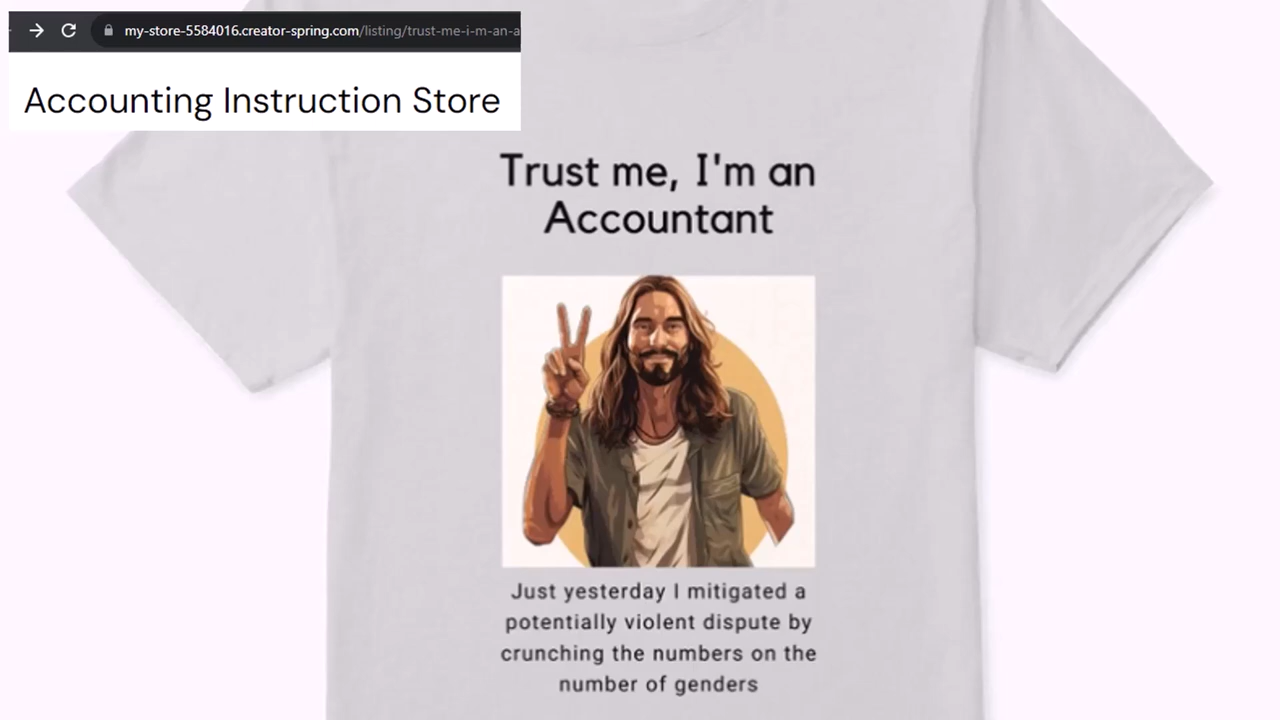 my-store-5584016.creator-spring.com/listing/trust-me-i-m-an-a
Accounting Instruction Store
Trust me, I'm an
Accountant
Just yesterday I mitigated a
potentially violent dispute by
crunching the numbers on the
number of genders